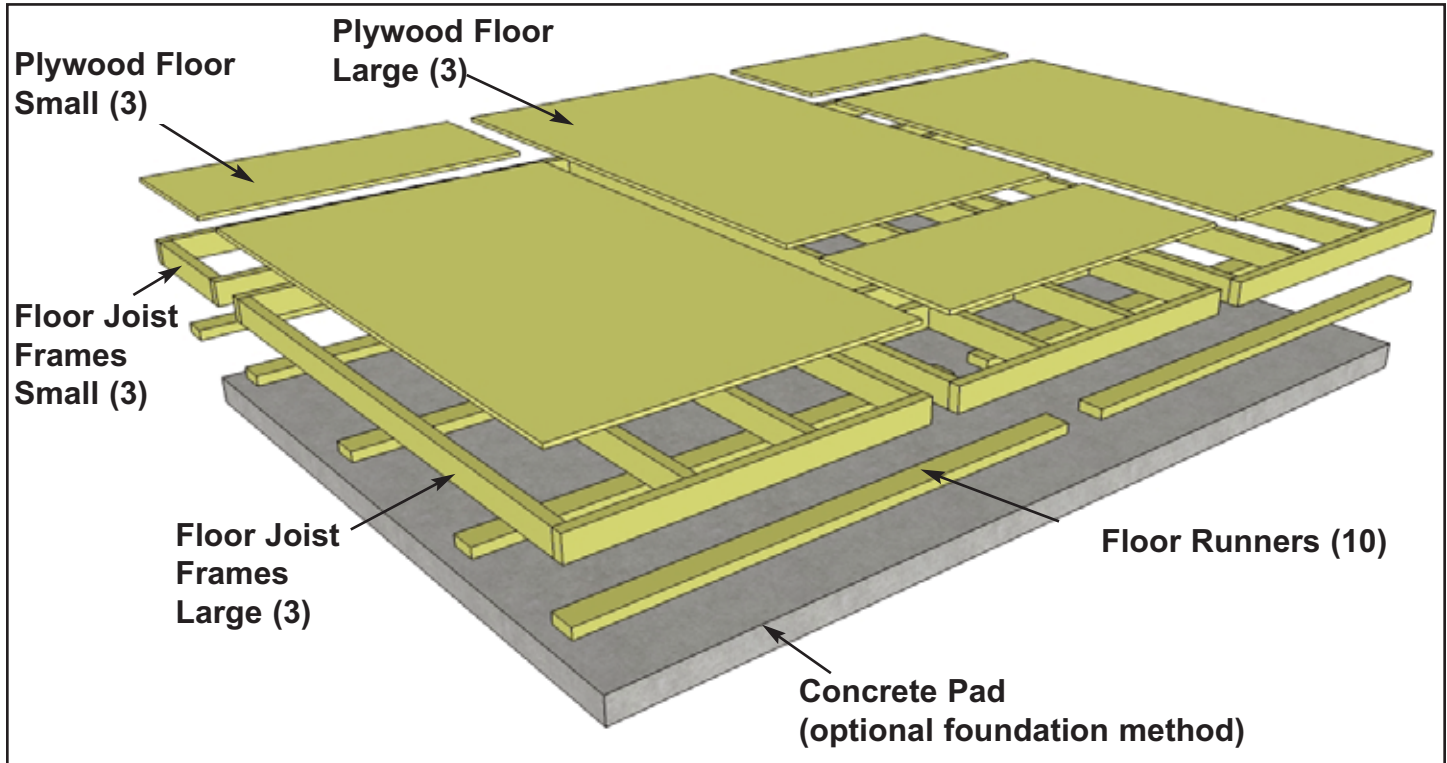 Plywood Floor
Small (3)
Plywood Floor
Large (3)
Floor Joist
Frames
Small (3)
Floor Joist
Frames
Large (3)
Floor Runners (10)
Concrete Pad
(optional foundation method)